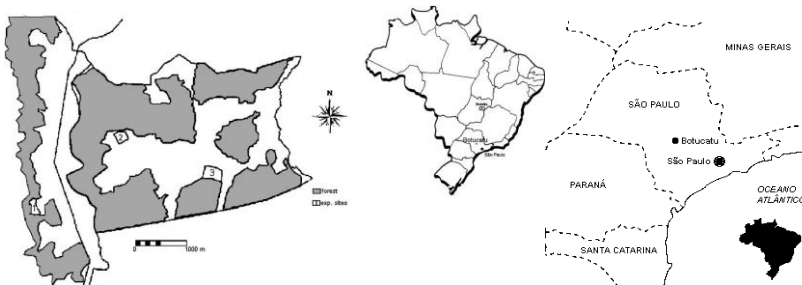 1
2
3
N
forest
exp. sites
0 1000 m
Botucatu
São Paulo
MINAS GERAIS
SÃO PAULO
Botucatu
São Paulo
PARANÁ
OCEANO
ATLÂNTICO
SANTA CATARINA